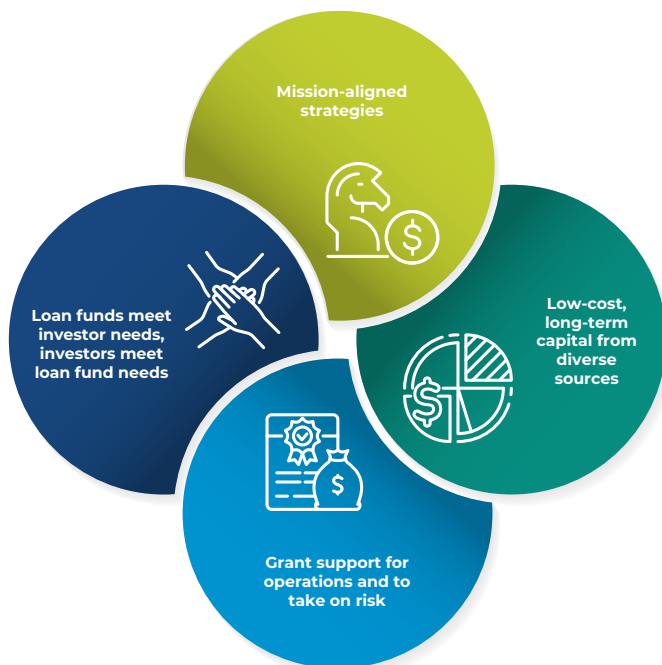 Mission-aligned
strategies
Loan funds meet
investor needs,
investors meet
loan fund needs
Low-cost,
long-term
capital from
diverse
sources
$
$
$
Grant support for
operations and to
take on risk